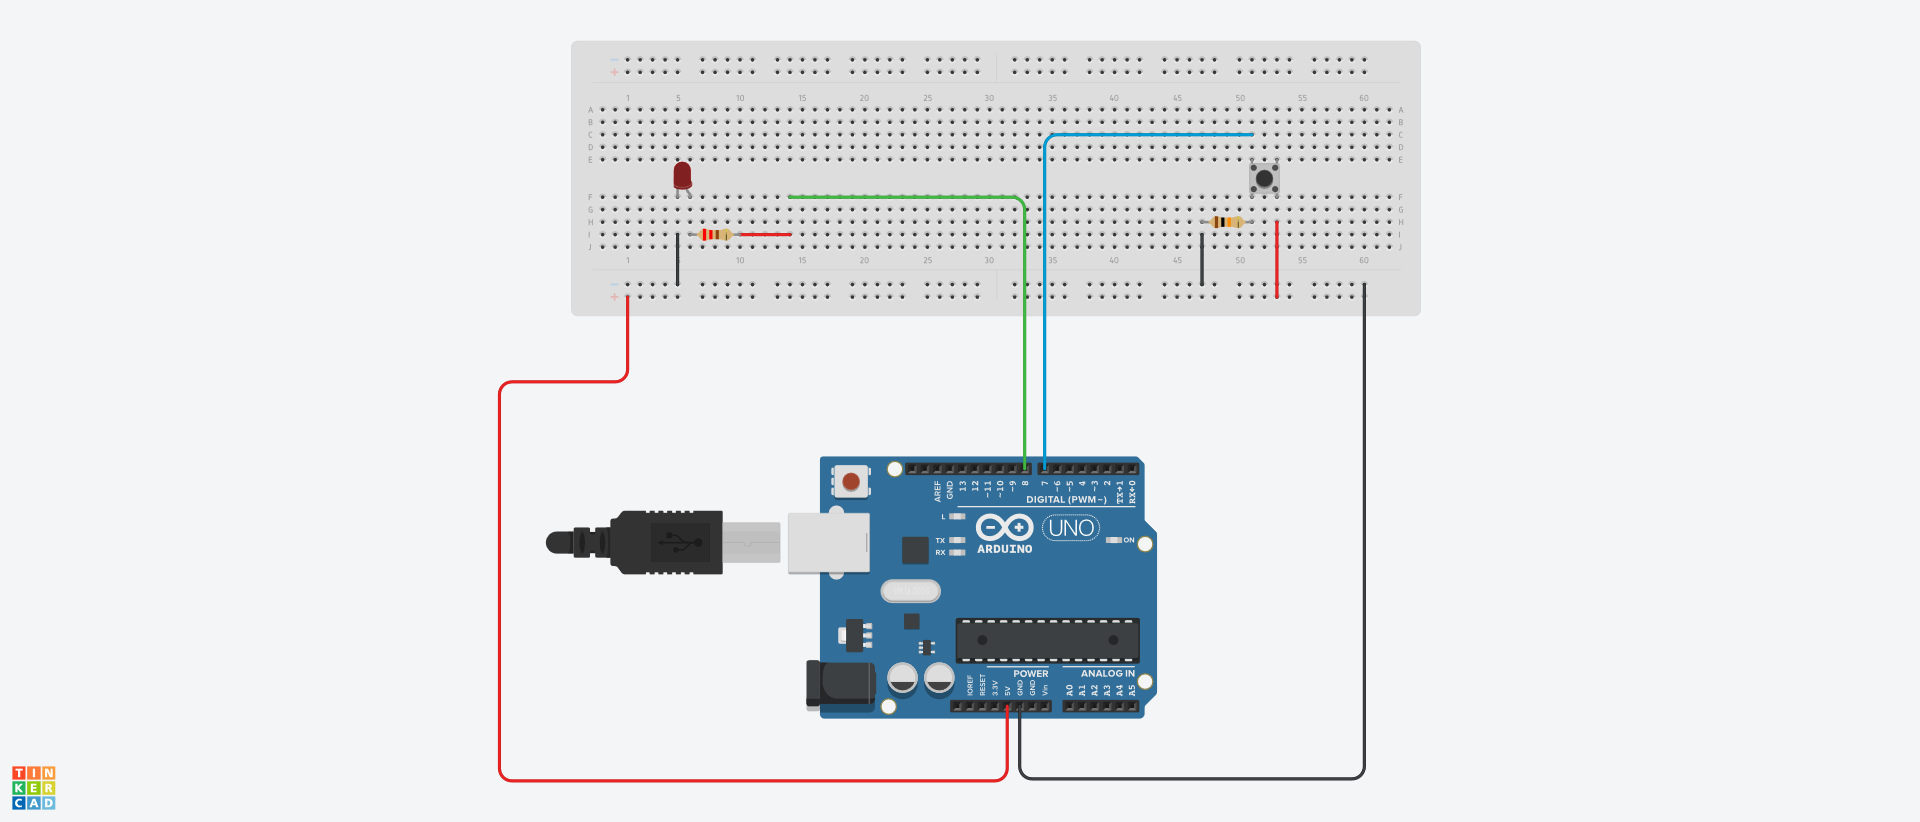 − −
+ +
1 5 10 15 20 25 30 35 40 45 50 55 60
A A
B B
C C
D D
E E
F F
G G
H H
I I
J J
1 10 15 20 25 30 35 40 45 50 55 60
− −
+ +
AREF GND 13 12 ~11 ~10 ~9 8 7 ~6 ~5 4 ~3 2 TX→1 RX←0
DIGITAL (PWM~)
L
TX
RX
ARDUINO
UNO
ON
POWER
ANALOG IN
IOREF RESET 3.3V 5V GND GND Vin A0 A1 A2 A3 A4 A5
TIN
KER
CAD